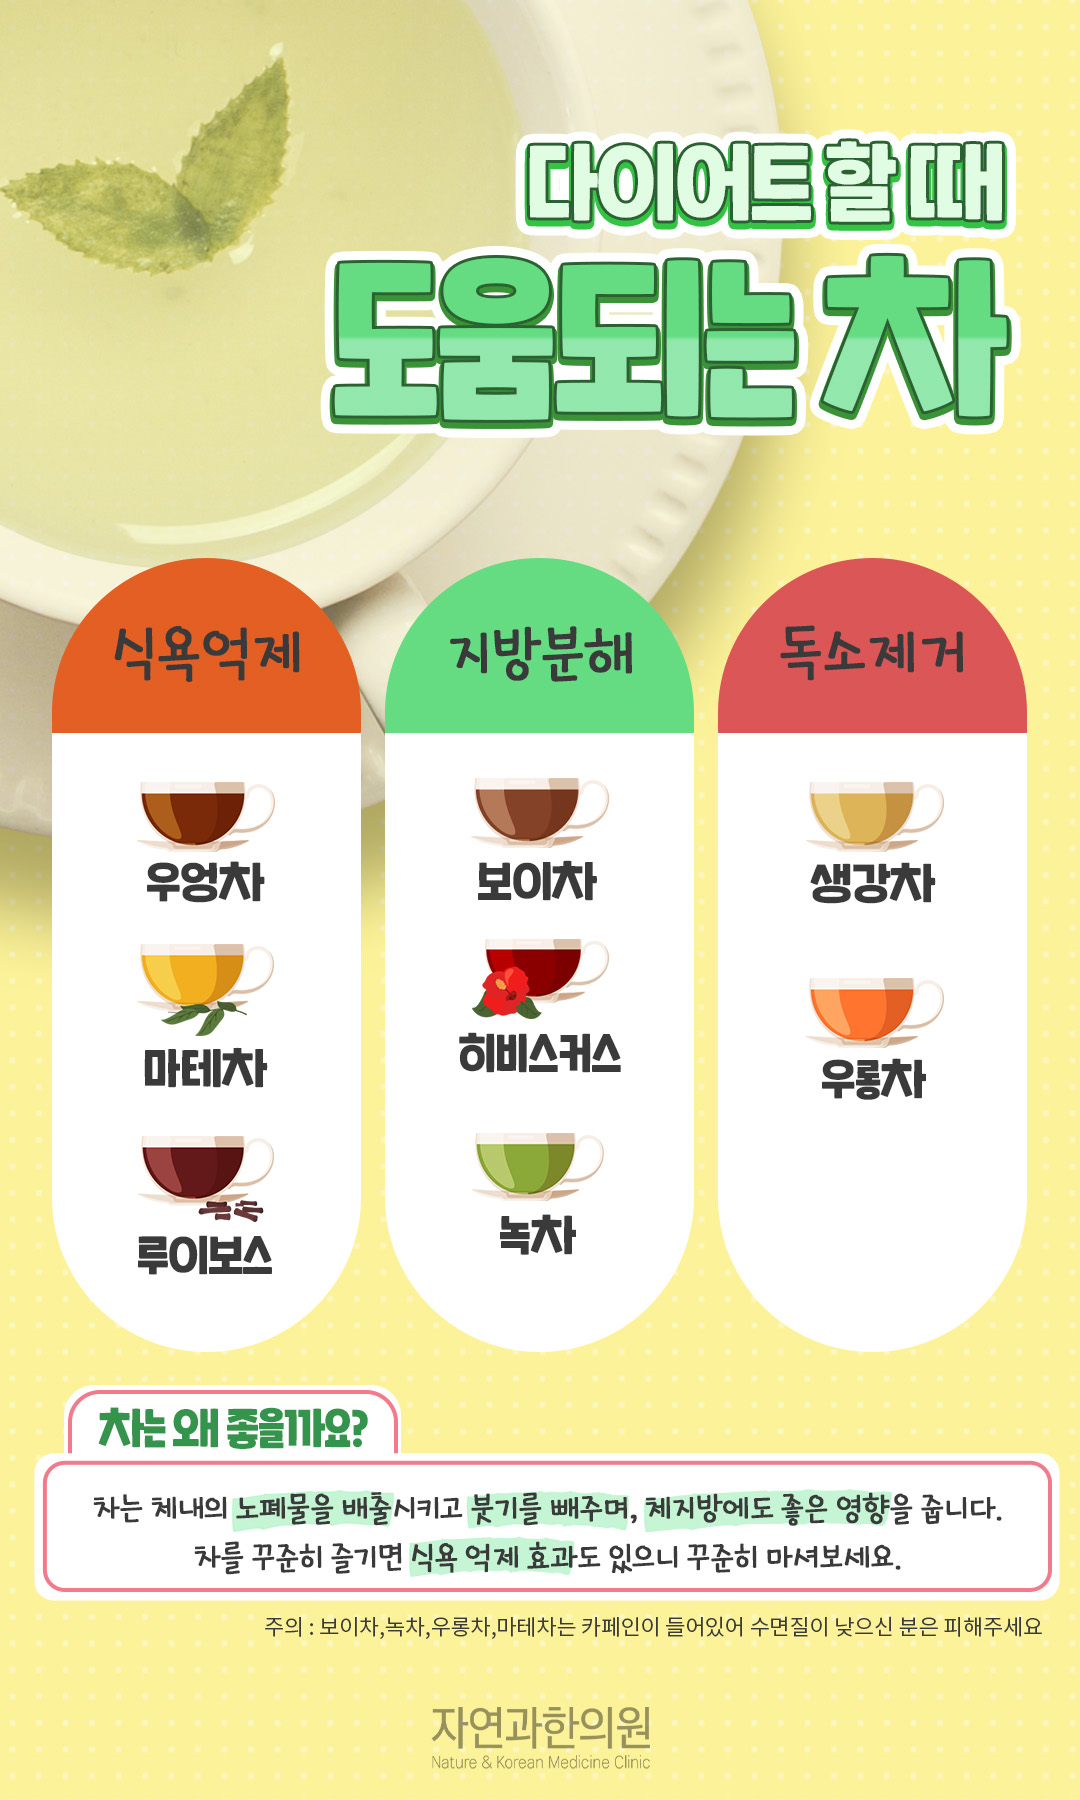 다이어트 할 때
도움되는 차
식욕억제
우엉차
마테차
루이보스
지방분해
보이차
히비스커스
녹차
독소제거
생강차
우롱차
차는 왜 좋을까요?
차는 체내의 노폐물을 배출시키고 붓기를 빼주며, 체지방에도 좋은 영향을 줍니다.
차를 꾸준히 즐기면 식욕 억제 효과도 있으니 꾸준히 마셔보세요.
주의 : 보이차,녹차,우롱차,마테차는 카페인이 들어있어 수면질이 낮으신 분은 피해주세요
자연과한의원
Nature & Korean Medicine Clinic